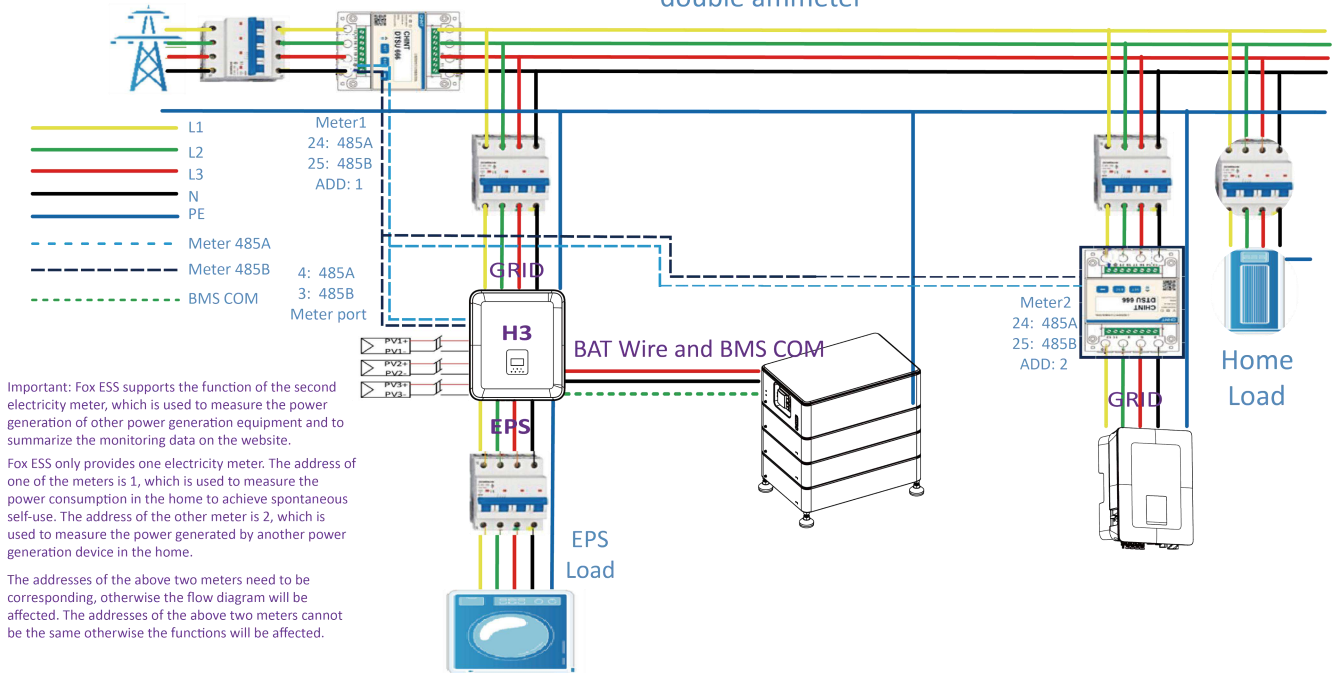 double ammeter
CHINT
DTSU 666
L1
L2
L3
N
PE
Meter 485A
Meter 485B
BMS COM
Meter1
24: 485A
25: 485B
ADD: 1
4: 485A
3: 485B
Meter port
GRID
H3
PV1+
PV1-
PV2+
PV2-
PV3+
PV3-
BAT Wire and BMS COM
EPS
EPS
Load
CHINT
DTSU 666
CHINT
Meter2
24: 485A
25: 485B
ADD: 2
GRID
Home
Load
Important: Fox ESS supports the function of the second
electricity meter, which is used to measure the power
generation of other power generation equipment and to
summarize the monitoring data on the website.
Fox ESS only provides one electricity meter. The address of
one of the meters is 1, which is used to measure the
power consumption in the home to achieve spontaneous
self-use. The address of the other meter is 2, which is
used to measure the power generated by another power
generation device in the home.
The addresses of the above two meters need to be
corresponding, otherwise the flow diagram will be
affected. The addresses of the above two meters cannot
be the same otherwise the functions will be affected.